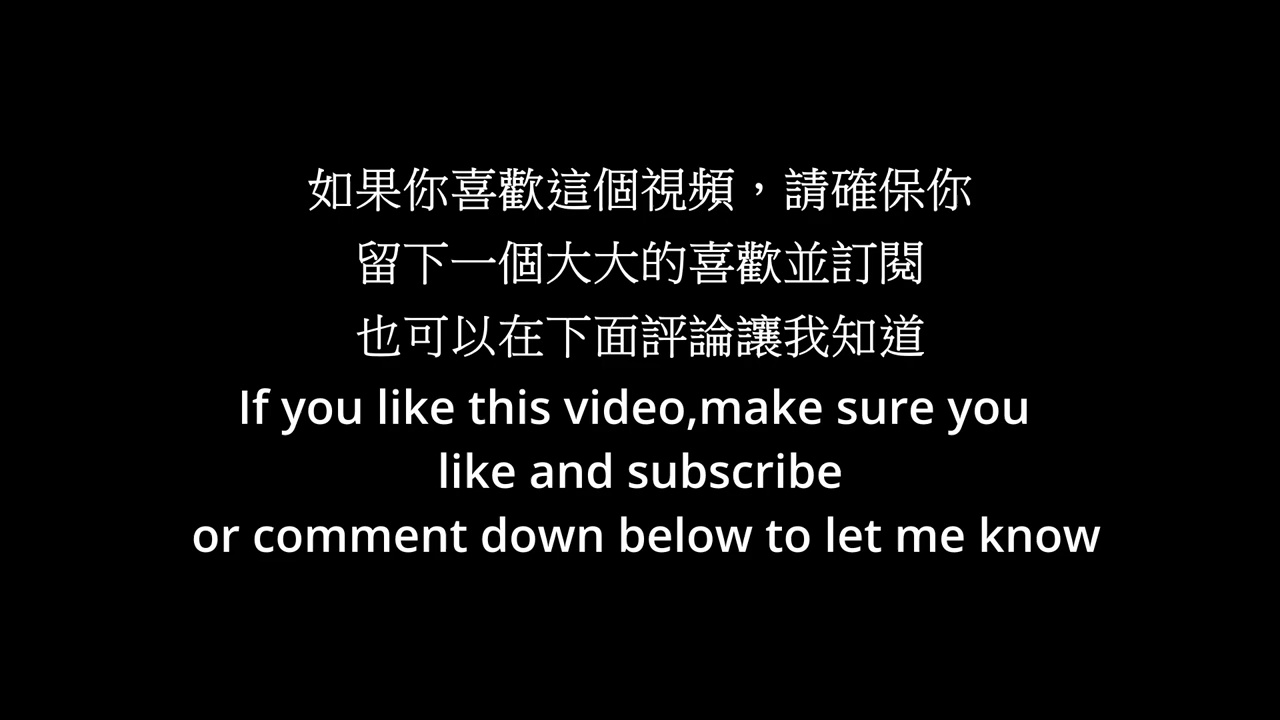 如果你喜歡這個視頻，請確保你
留下一個大大的喜歡並訂閱
也可以在下面評論讓我知道
If you like this video,make sure you
like and subscribe
or comment down below to let me know